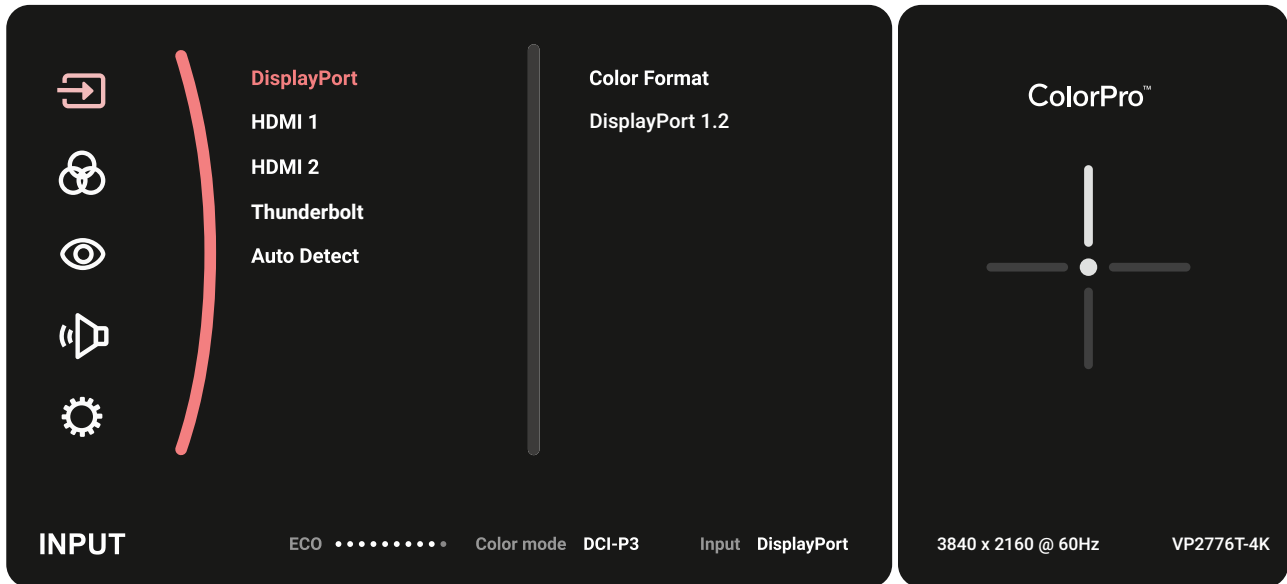 DisplayPort
HDMI 1
HDMI 2
Thunderbolt
Auto Detect
Color Format
DisplayPort 1.2
ColorPro™
INPUT
ECO
Color mode DCI-P3
Input DisplayPort
3840 x 2160 @ 60Hz
VP2776T-4K